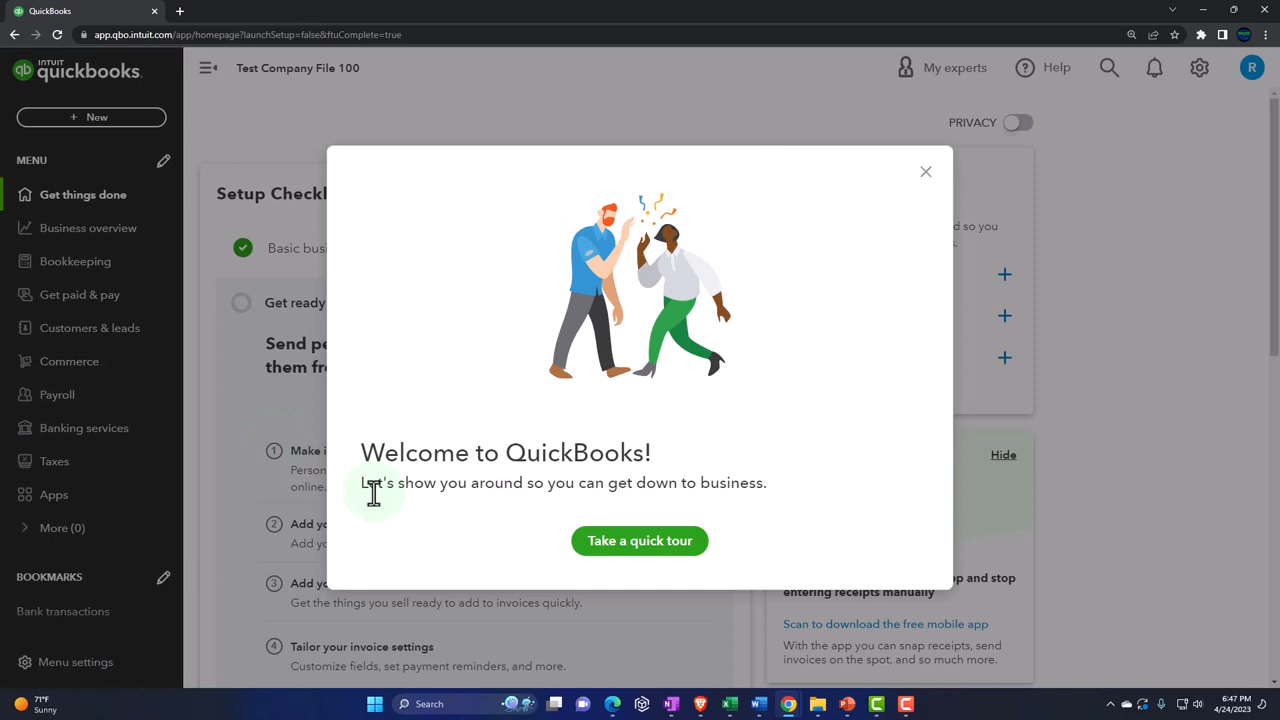 QuickBooks
app.qbo.intuit.com/app/homepage?launchSetup=false&ftuComplete=true
INTUIT
quickbooks.
Test Company File 100
My experts
Help
R
+ New
PRIVACY
MENU
Get things done
Business overview
Bookkeeping
Get paid & pay
Customers & leads
Commerce
Payroll
Banking services
Taxes
Apps
More (0)
BOOKMARKS
Bank transactions
Menu settings
Setup Checkl
Basic busi
Get ready
Send pe
them fr
1 Make i
Person
online.
2 Add yo
Add yo
3 Add yo
Get the things you sell ready to add to invoices quickly.
4 Tailor your invoice settings
Customize fields, set payment reminders, and more.
Welcome to QuickBooks!
Let's show you around so you can get down to business.
Take a quick tour
d so you
s.
Hide
pp and stop
entering receipts manually
Scan to download the free mobile app
With the app you can snap receipts, send
invoices on the spot, and so much more.
71°F
Sunny
Search
6:47 PM
4/24/2023